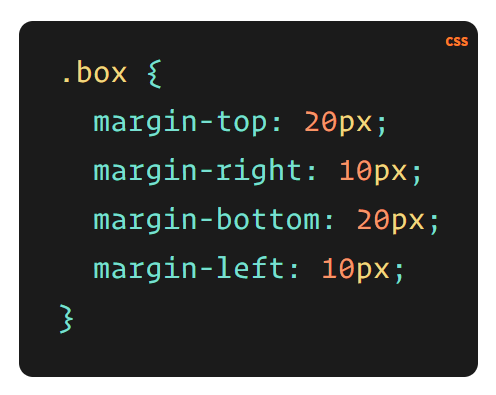 css
.box {
  margin-top: 20px;
  margin-right: 10px;
  margin-bottom: 20px;
  margin-left: 10px;
}